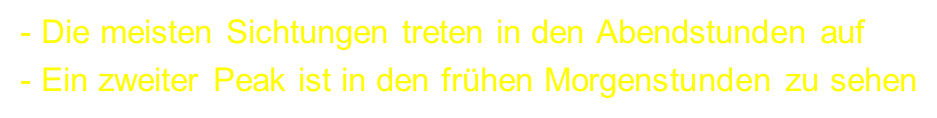 - Die meisten Sichtungen treten in den Abendstunden auf
- Ein zweiter Peak ist in den frühen Morgenstunden zu sehen